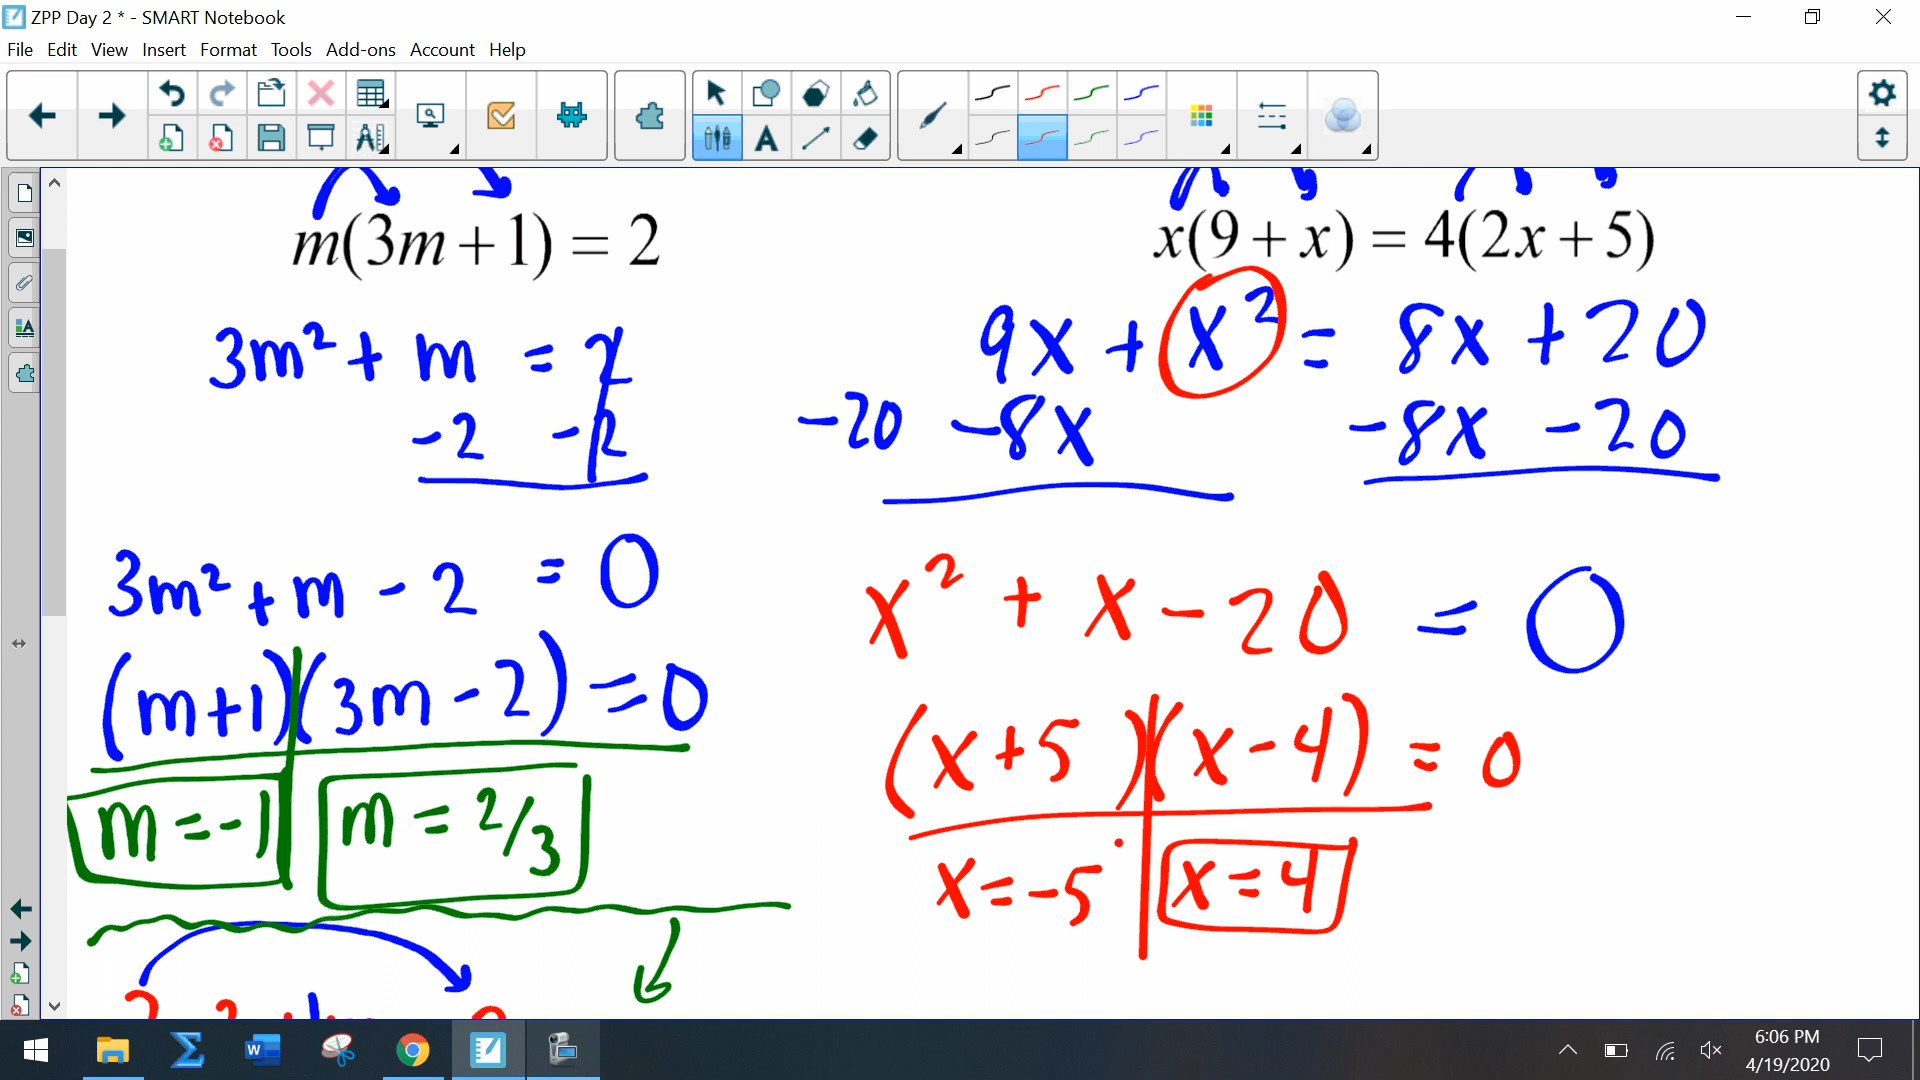 ZPP Day 2 * - SMART Notebook
File Edit View Insert Format Tools Add-ons Account Help
m(3m+1) = 2
3m² + m = 2
-2 -2
3m² + m - 2 = 0
(m+1)(3m-2) = 0
m = -1 m = 2/3
x(9+x) = 4(2x+5)
9x + x² = 8x + 20
-20 -8x -8x -20
x² + x - 20 = 0
(x+5)(x-4) = 0
x = -5 x = 4
6:06 PM
4/19/2020